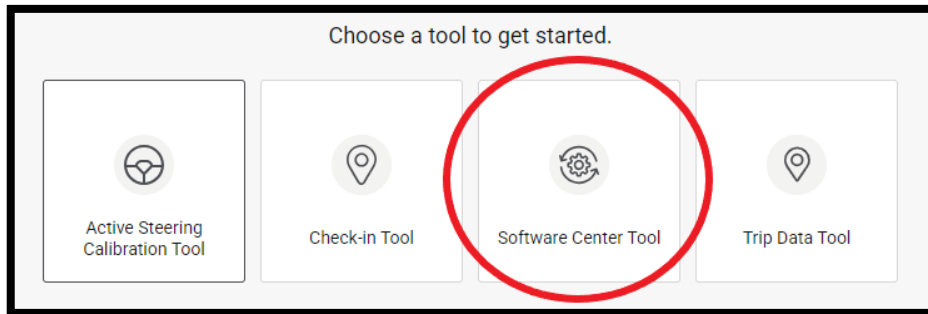 Choose a tool to get started.
Active Steering
Calibration Tool
Check-in Tool
Software Center Tool
Trip Data Tool